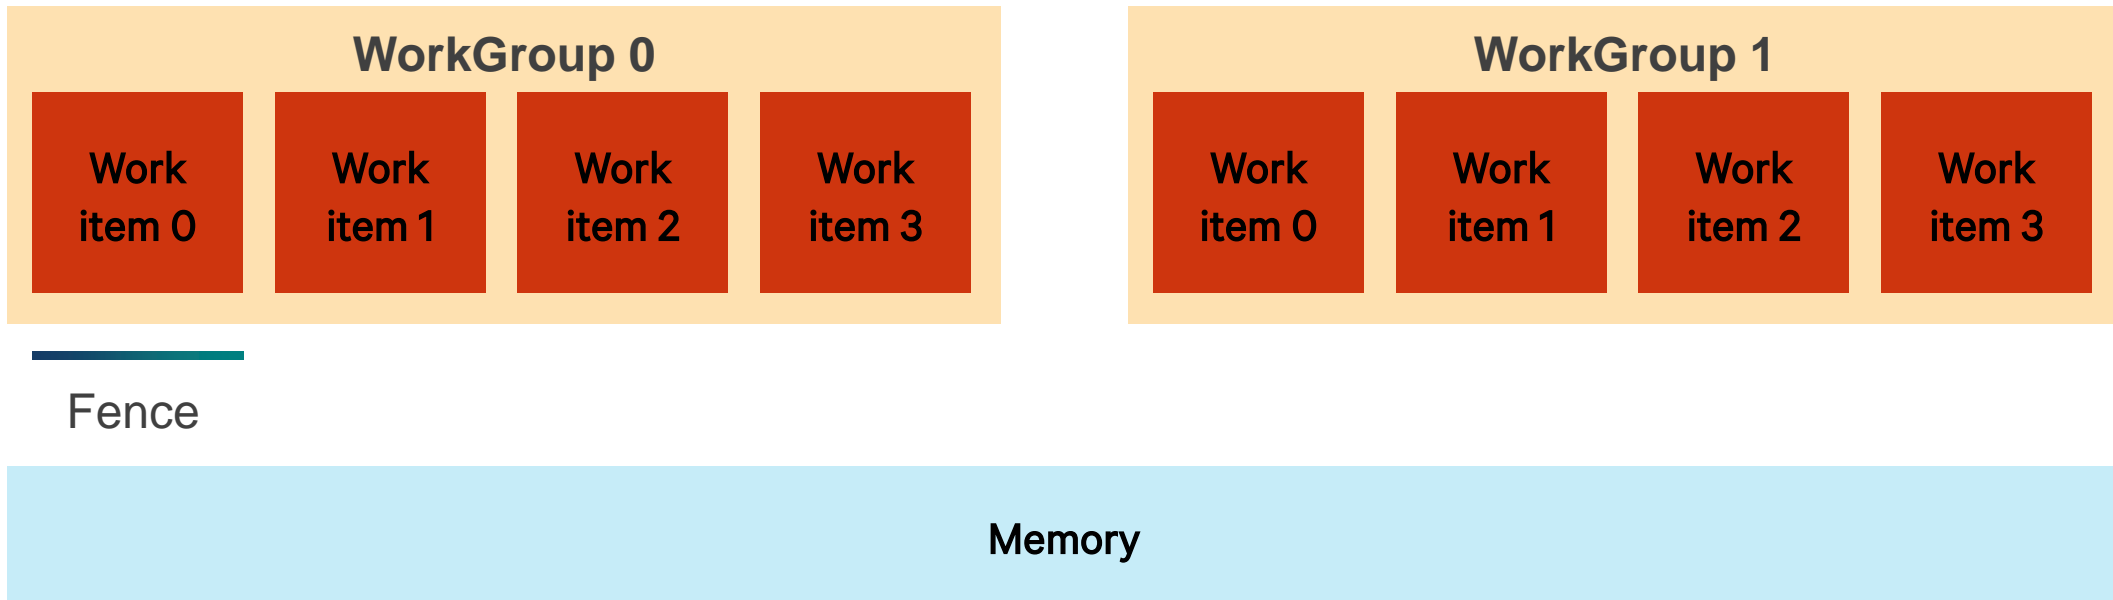 WorkGroup 0
Work
item 0
Work
item 1
Work
item 2
Work
item 3
WorkGroup 1
Work
item 0
Work
item 1
Work
item 2
Work
item 3
Fence
Memory